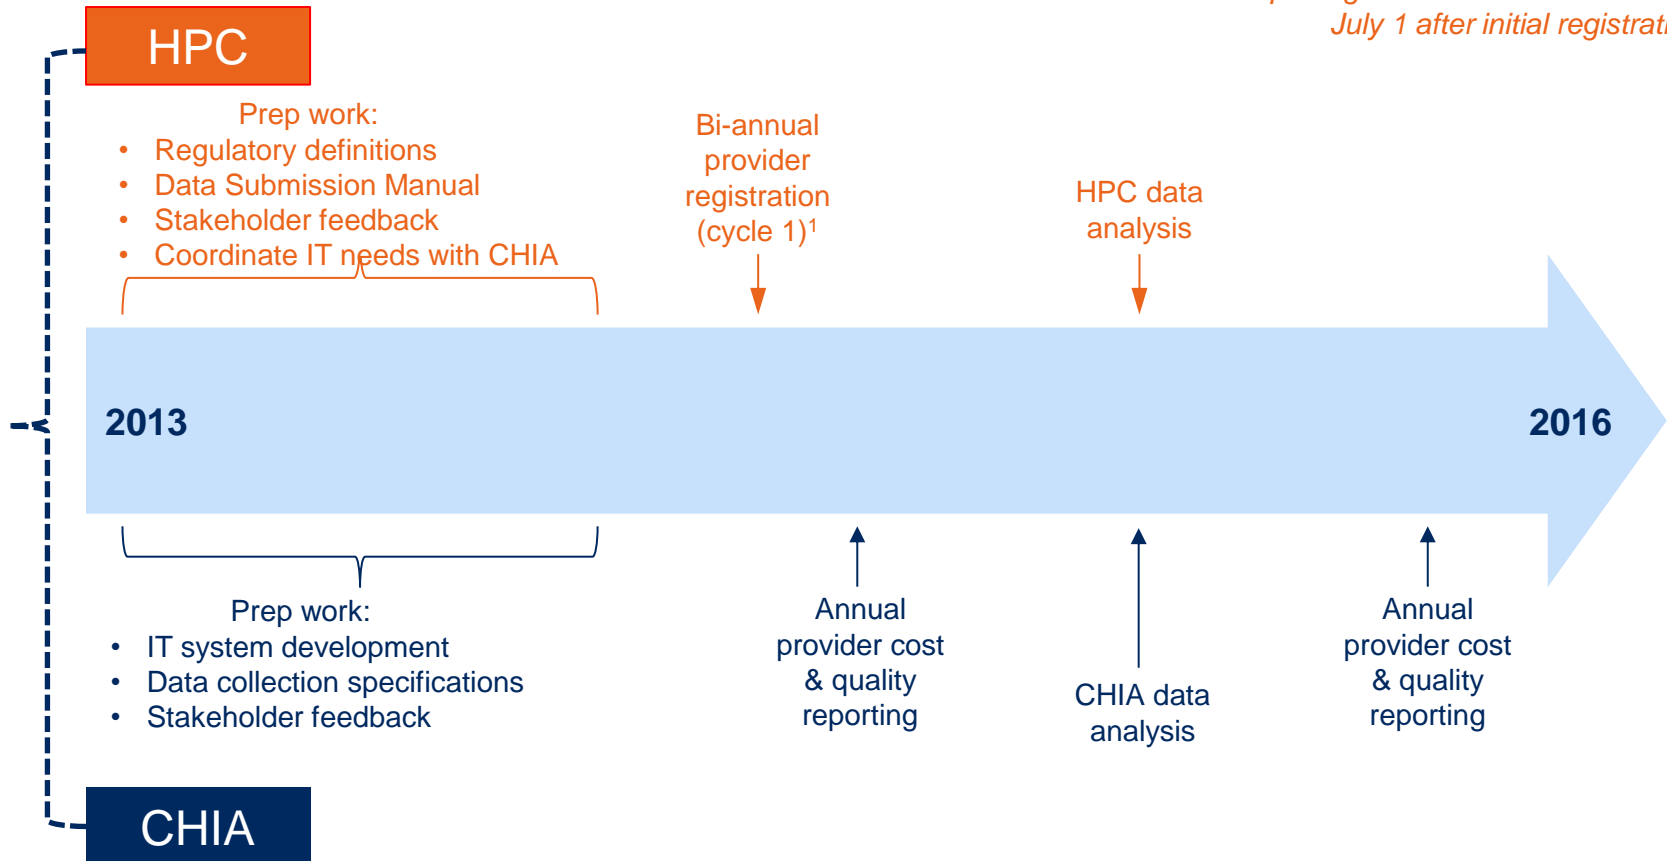 July 1 after initial registrati
HPC
Prep work:
• Regulatory definitions
• Data Submission Manual
• Stakeholder feedback
• Coordinate IT needs with CHIA
Bi-annual
provider
registration
(cycle 1)¹
HPC data
analysis
2013
2016
Prep work:
• IT system development
• Data collection specifications
• Stakeholder feedback
Annual
provider cost
& quality
reporting
CHIA data
analysis
Annual
provider cost
& quality
reporting
CHIA